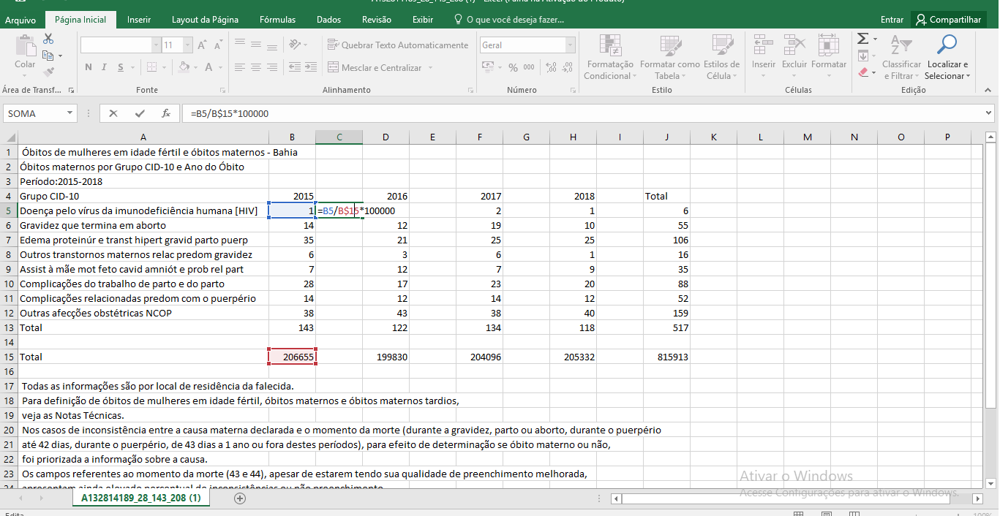 A132814189_28_143_208 (1) - Excel (Falha na Ativação do Produto)
Arquivo Página Inicial Inserir Layout da Página Fórmulas Dados Revisão Exibir O que você deseja fazer... Entrar Compartilhar
11
Quebrar Texto Automaticamente
Geral
Colar
N I S
Mesclar e Centralizar
% 000
Formatação Condicional
Formatar como Tabela
Estilos de Célula
Inserir Excluir Formatar
Classificar e Filtrar
Localizar e Selecionar
Área de Transf... Fonte Alinhamento Número Estilo Células Edição
SOMA fx =B5/B$15*100000
A B C D E F G H I J K L M N O P
1 Óbitos de mulheres em idade fértil e óbitos maternos - Bahia
2 Óbitos maternos por Grupo CID-10 e Ano do Óbito
3 Período:2015-2018
4 Grupo CID-10 2015 2016 2017 2018 Total
5 Doença pelo vírus da imunodeficiência humana [HIV] 1 =B5/B$15*100000 2 1 6
6 Gravidez que termina em aborto 14 12 19 10 55
7 Edema proteinúr e transt hipert gravid parto puerp 35 21 25 25 106
8 Outros transtornos maternos relac predom gravidez 6 3 6 1 16
9 Assist à mãe mot feto cavid amniót e prob rel part 7 12 7 9 35
10 Complicações do trabalho de parto e do parto 28 17 23 20 88
11 Complicações relacionadas predom com o puerpério 14 12 14 12 52
12 Outras afecções obstétricas NCOP 38 43 38 40 159
13 Total 143 122 134 118 517
14
15 Total 206655 199830 204096 205332 815913
16
17 Todas as informações são por local de residência da falecida.
18 Para definição de óbitos de mulheres em idade fértil, óbitos maternos e óbitos maternos tardios,
19 veja as Notas Técnicas.
20 Nos casos de inconsistência entre a causa materna declarada e o momento da morte (durante a gravidez, parto ou aborto, durante o puerpério
21 até 42 dias, durante o puerpério, de 43 dias a 1 ano ou fora destes períodos), para efeito de determinação se óbito materno ou não,
22 foi priorizada a informação sobre a causa.
23 Os campos referentes ao momento da morte (43 e 44), apesar de estarem tendo sua qualidade de preenchimento melhorada,
24 apresentam ainda elevado percentual de inconsistências ou não preenchimento.
Ativar o Windows
Acesse Configurações para ativar o Windows.
A132814189_28_143_208 (1)
Edita 100%